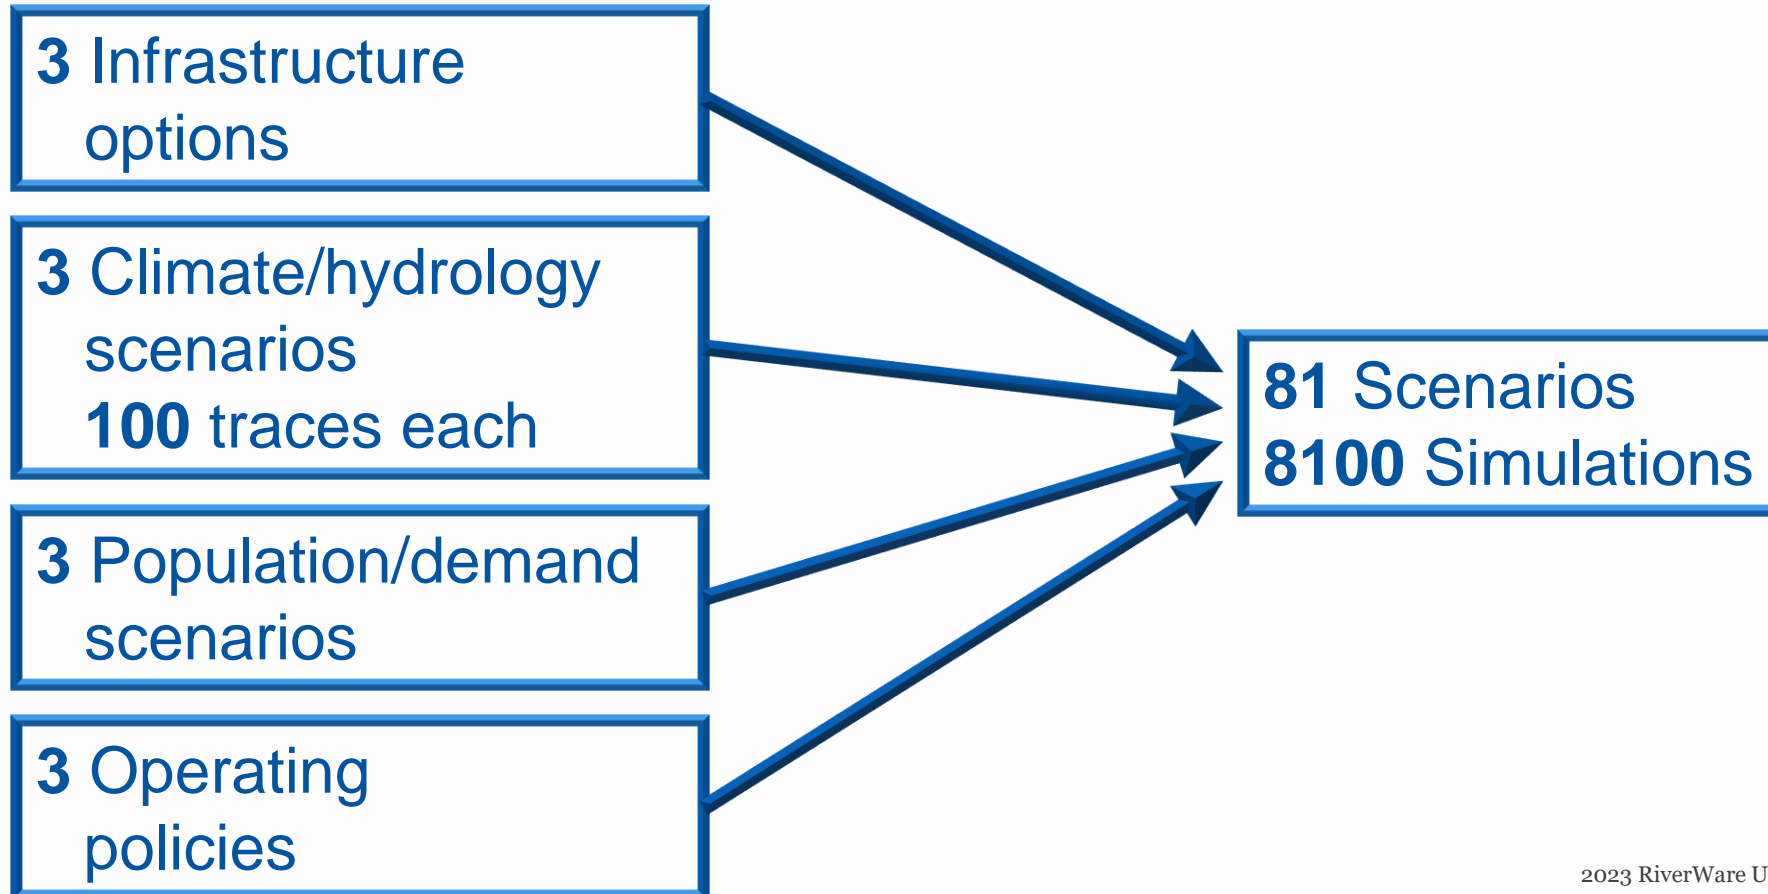 3 Infrastructure
options
3 Climate/hydrology
scenarios
100 traces each
3 Population/demand
scenarios
3 Operating
policies
81 Scenarios
8100 Simulations
2023 RiverWare U